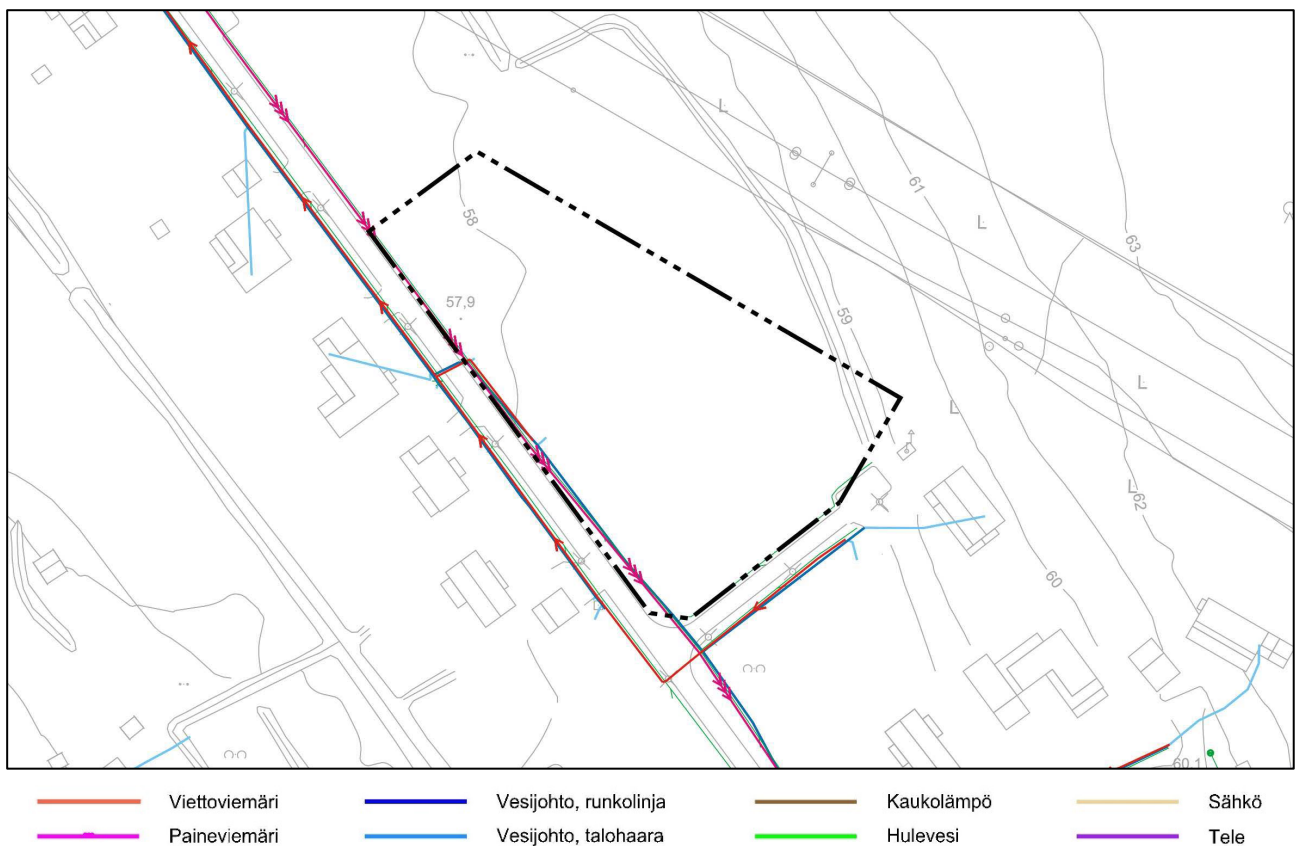 L
61
L
63
58
57,9
59
L
L
L
62
60
60,1
Viettoviemäri
Vesijohto, runkolinja
Kaukolämpö
Sähkö
Paineviemäri
Vesijohto, talohaara
Hulevesi
Tele